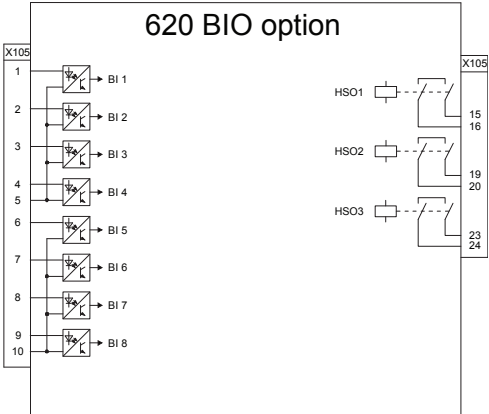 620 BIO option
X105
1
BI 1
2
BI 2
3
BI 3
4
BI 4
5
6
BI 5
7
BI 6
8
BI 7
9
BI 8
10
X105
HSO1
15
16
HSO2
19
20
HSO3
23
24